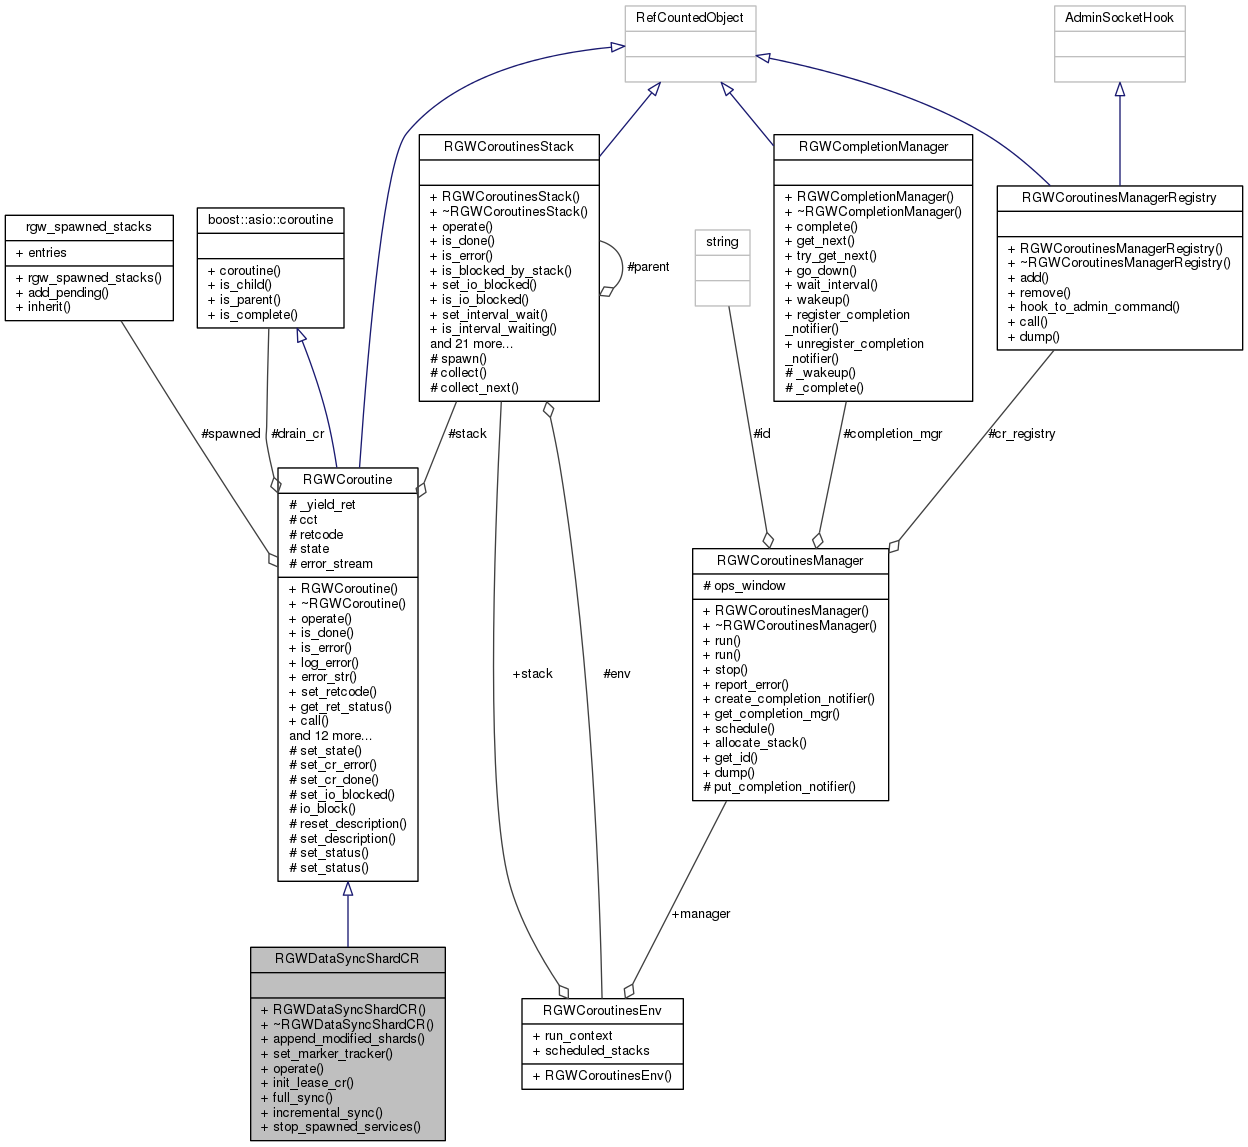 RefCountedObject
AdminSocketHook
RGWCoroutinesStack
+ RGWCoroutinesStack()
+ ~RGWCoroutinesStack()
+ operate()
+ is_done()
+ is_error()
+ is_blocked_by_stack()
+ set_io_blocked()
+ is_io_blocked()
+ set_interval_wait()
+ is_interval_waiting()
and 21 more...
# spawn()
# collect()
# collect_next()
#parent
RGWCompletionManager
+ RGWCompletionManager()
+ ~RGWCompletionManager()
+ complete()
+ get_next()
+ try_get_next()
+ go_down()
+ wait_interval()
+ wakeup()
+ register_completion
_notifier()
+ unregister_completion
_notifier()
# _wakeup()
# _complete()
RGWCoroutinesManagerRegistry
+ RGWCoroutinesManagerRegistry()
+ ~RGWCoroutinesManagerRegistry()
+ add()
+ remove()
+ hook_to_admin_command()
+ call()
+ dump()
rgw_spawned_stacks
+ entries
+ rgw_spawned_stacks()
+ add_pending()
+ inherit()
boost::asio::coroutine
+ coroutine()
+ is_child()
+ is_parent()
+ is_complete()
string
#spawned
#drain_cr
#stack
#id
#completion_mgr
#cr_registry
RGWCoroutine
# _yield_ret
# cct
# retcode
# state
# error_stream
+ RGWCoroutine()
+ ~RGWCoroutine()
+ operate()
+ is_done()
+ is_error()
+ log_error()
+ error_str()
+ set_retcode()
+ get_ret_status()
+ call()
and 12 more...
# set_state()
# set_cr_error()
# set_cr_done()
# set_io_blocked()
# io_block()
# reset_description()
# set_description()
# set_status()
# set_status()
RGWCoroutinesManager
# ops_window
+ RGWCoroutinesManager()
+ ~RGWCoroutinesManager()
+ run()
+ run()
+ stop()
+ report_error()
+ create_completion_notifier()
+ get_completion_mgr()
+ schedule()
+ allocate_stack()
+ get_id()
+ dump()
# put_completion_notifier()
+stack
#env
+manager
RGWDataSyncShardCR
+ RGWDataSyncShardCR()
+ ~RGWDataSyncShardCR()
+ append_modified_shards()
+ set_marker_tracker()
+ operate()
+ init_lease_cr()
+ full_sync()
+ incremental_sync()
+ stop_spawned_services()
RGWCoroutinesEnv
+ run_context
+ scheduled_stacks
+ RGWCoroutinesEnv()